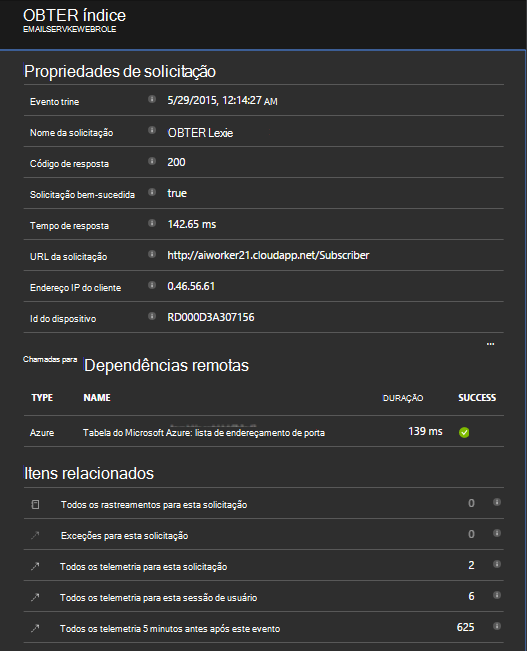 OBTER índice
EMAILSERVKEWEBROLE
Propriedades de solicitação
Evento trine 5/29/2015, 12:14:27 AM
Nome da solicitação OBTER Lexie
Código de resposta 200
Solicitação bem-sucedida true
Tempo de resposta 142.65 ms
URL da solicitação http://aiworker21.cloudapp.net/Subscriber
Endereço IP do cliente 0.46.56.61
Id do dispositivo RD000D3A307156
...
Chamadas para Dependências remotas
TYPE NAME DURAÇÃO SUCCESS
Azure Tabela do Microsoft Azure: lista de endereçamento de porta 139 ms
Itens relacionados
Todos os rastreamentos para esta solicitação 0
Exceções para esta solicitação 0
Todos os telemetria para esta solicitação 2
Todos os telemetria para esta sessão de usuário 6
Todos os telemetria 5 minutos antes após este evento 625